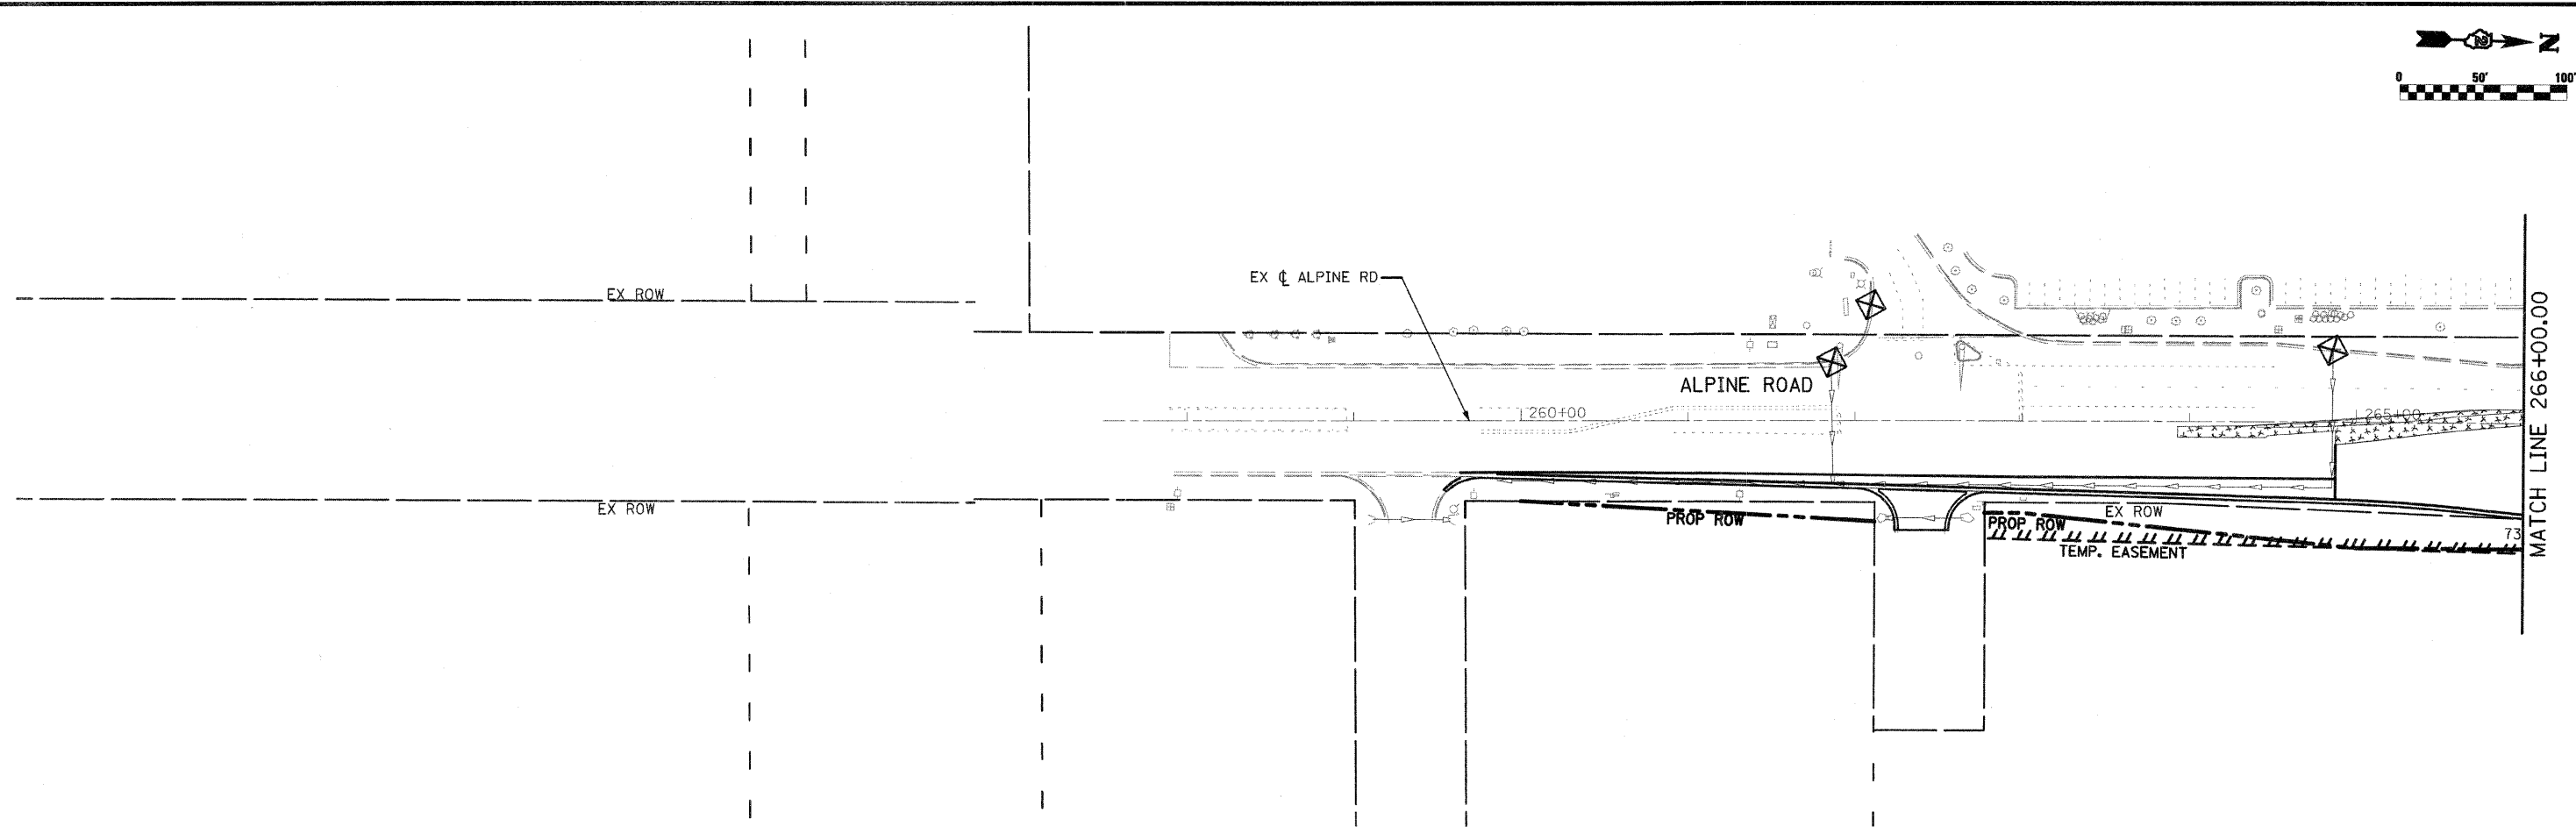 N
0 50' 100'
EX ROW
EX ℄ ALPINE RD
ALPINE ROAD
260+00
265+00
MATCH LINE 266+00.00
EX ROW
PROP ROW
PROP ROW
EX ROW
TEMP. EASEMENT
73